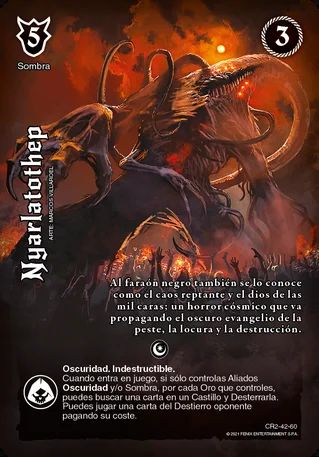 5
3
Sombra
Nyarlatothep
ARTE: MARCOS VILLARROEL
Al faraón negro también se lo conoce
como el caos reptante y el dios de las
mil caras; un horror cósmico que va
propagando el oscuro evangelio de la
peste, la locura y la destrucción.
Oscuridad. Indestructible.
Cuando entra en juego, si sólo controlas Aliados
Oscuridad y/o Sombra, por cada Oro que controles,
puedes buscar una carta en un Castillo y Desterrarla.
Puedes jugar una carta del Destierro oponente
pagando su coste.
CR2-42-60
© 2021 FENIX ENTERTAINMENT S.P.A.